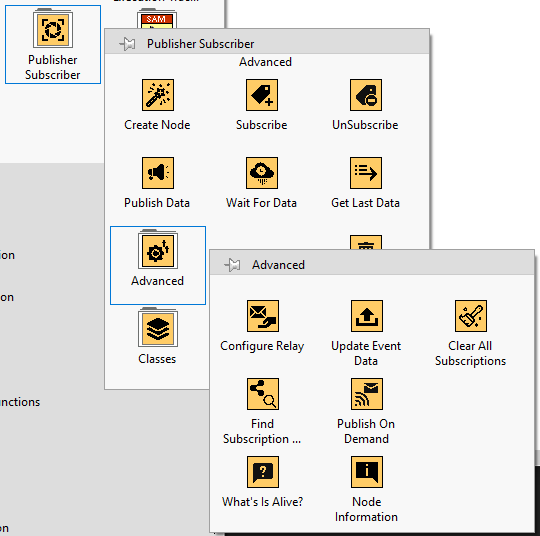 SAM
Publisher
Subscriber
Publisher Subscriber
Advanced
Create Node
Subscribe
UnSubscribe
Publish Data
Wait For Data
Get Last Data
Advanced
Classes
Advanced
Configure Relay
Update Event
Data
Clear All
Subscriptions
Find
Subscription ...
Publish On
Demand
What's Is Alive?
Node
Information
ion
on
unctions
on